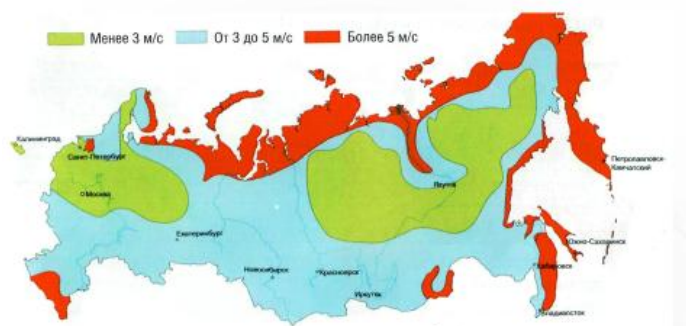 Менее 3 м/с От 3 до 5 м/с Более 5 м/с
Калининград
Санкт-Петербург
Москва
Екатеринбург
Новосибирск
Красноярск
Иркутск
Якутск
Петропавловск-
Камчатский
Южно-Сахалинск
Хабаровск
Владивосток